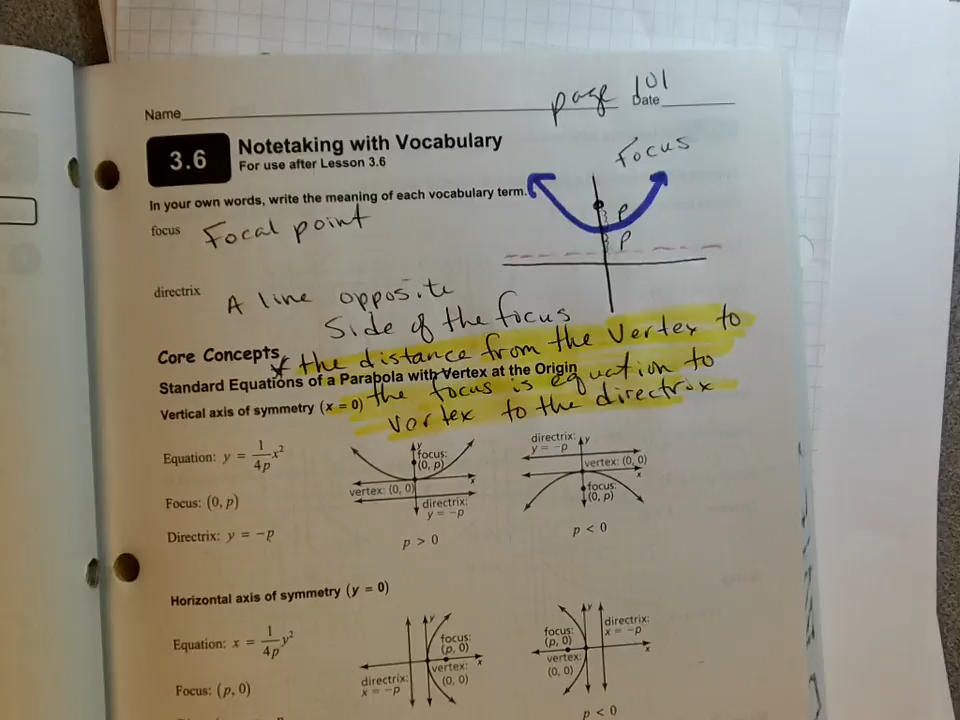 page 101
Name Date
3.6 Notetaking with Vocabulary
For use after Lesson 3.6
Focus
In your own words, write the meaning of each vocabulary term.
P
P
focus Focal point
directrix A line opposite
Side of the focus
Core Concepts * the distance from the Vertex to
Standard Equations of a Parabola with Vertex at the Origin
the focus is equation to
Vertical axis of symmetry (x = 0)
vertex to the directrix
Equation: y = 1/4p x²
Focus: (0, p)
Directrix: y = −p
y
focus:
(0, p)
x
vertex: (0, 0)
directrix:
y = −p
p > 0
directrix:
y = −p
y
vertex: (0, 0)
x
focus:
(0, p)
p < 0
Horizontal axis of symmetry (y = 0)
Equation: x = 1/4p y²
Focus: (p, 0)
y
focus:
(p, 0)
x
vertex:
(0, 0)
directrix:
x = −p
y
directrix:
x = −p
focus:
(p, 0)
x
vertex:
(0, 0)
p < 0